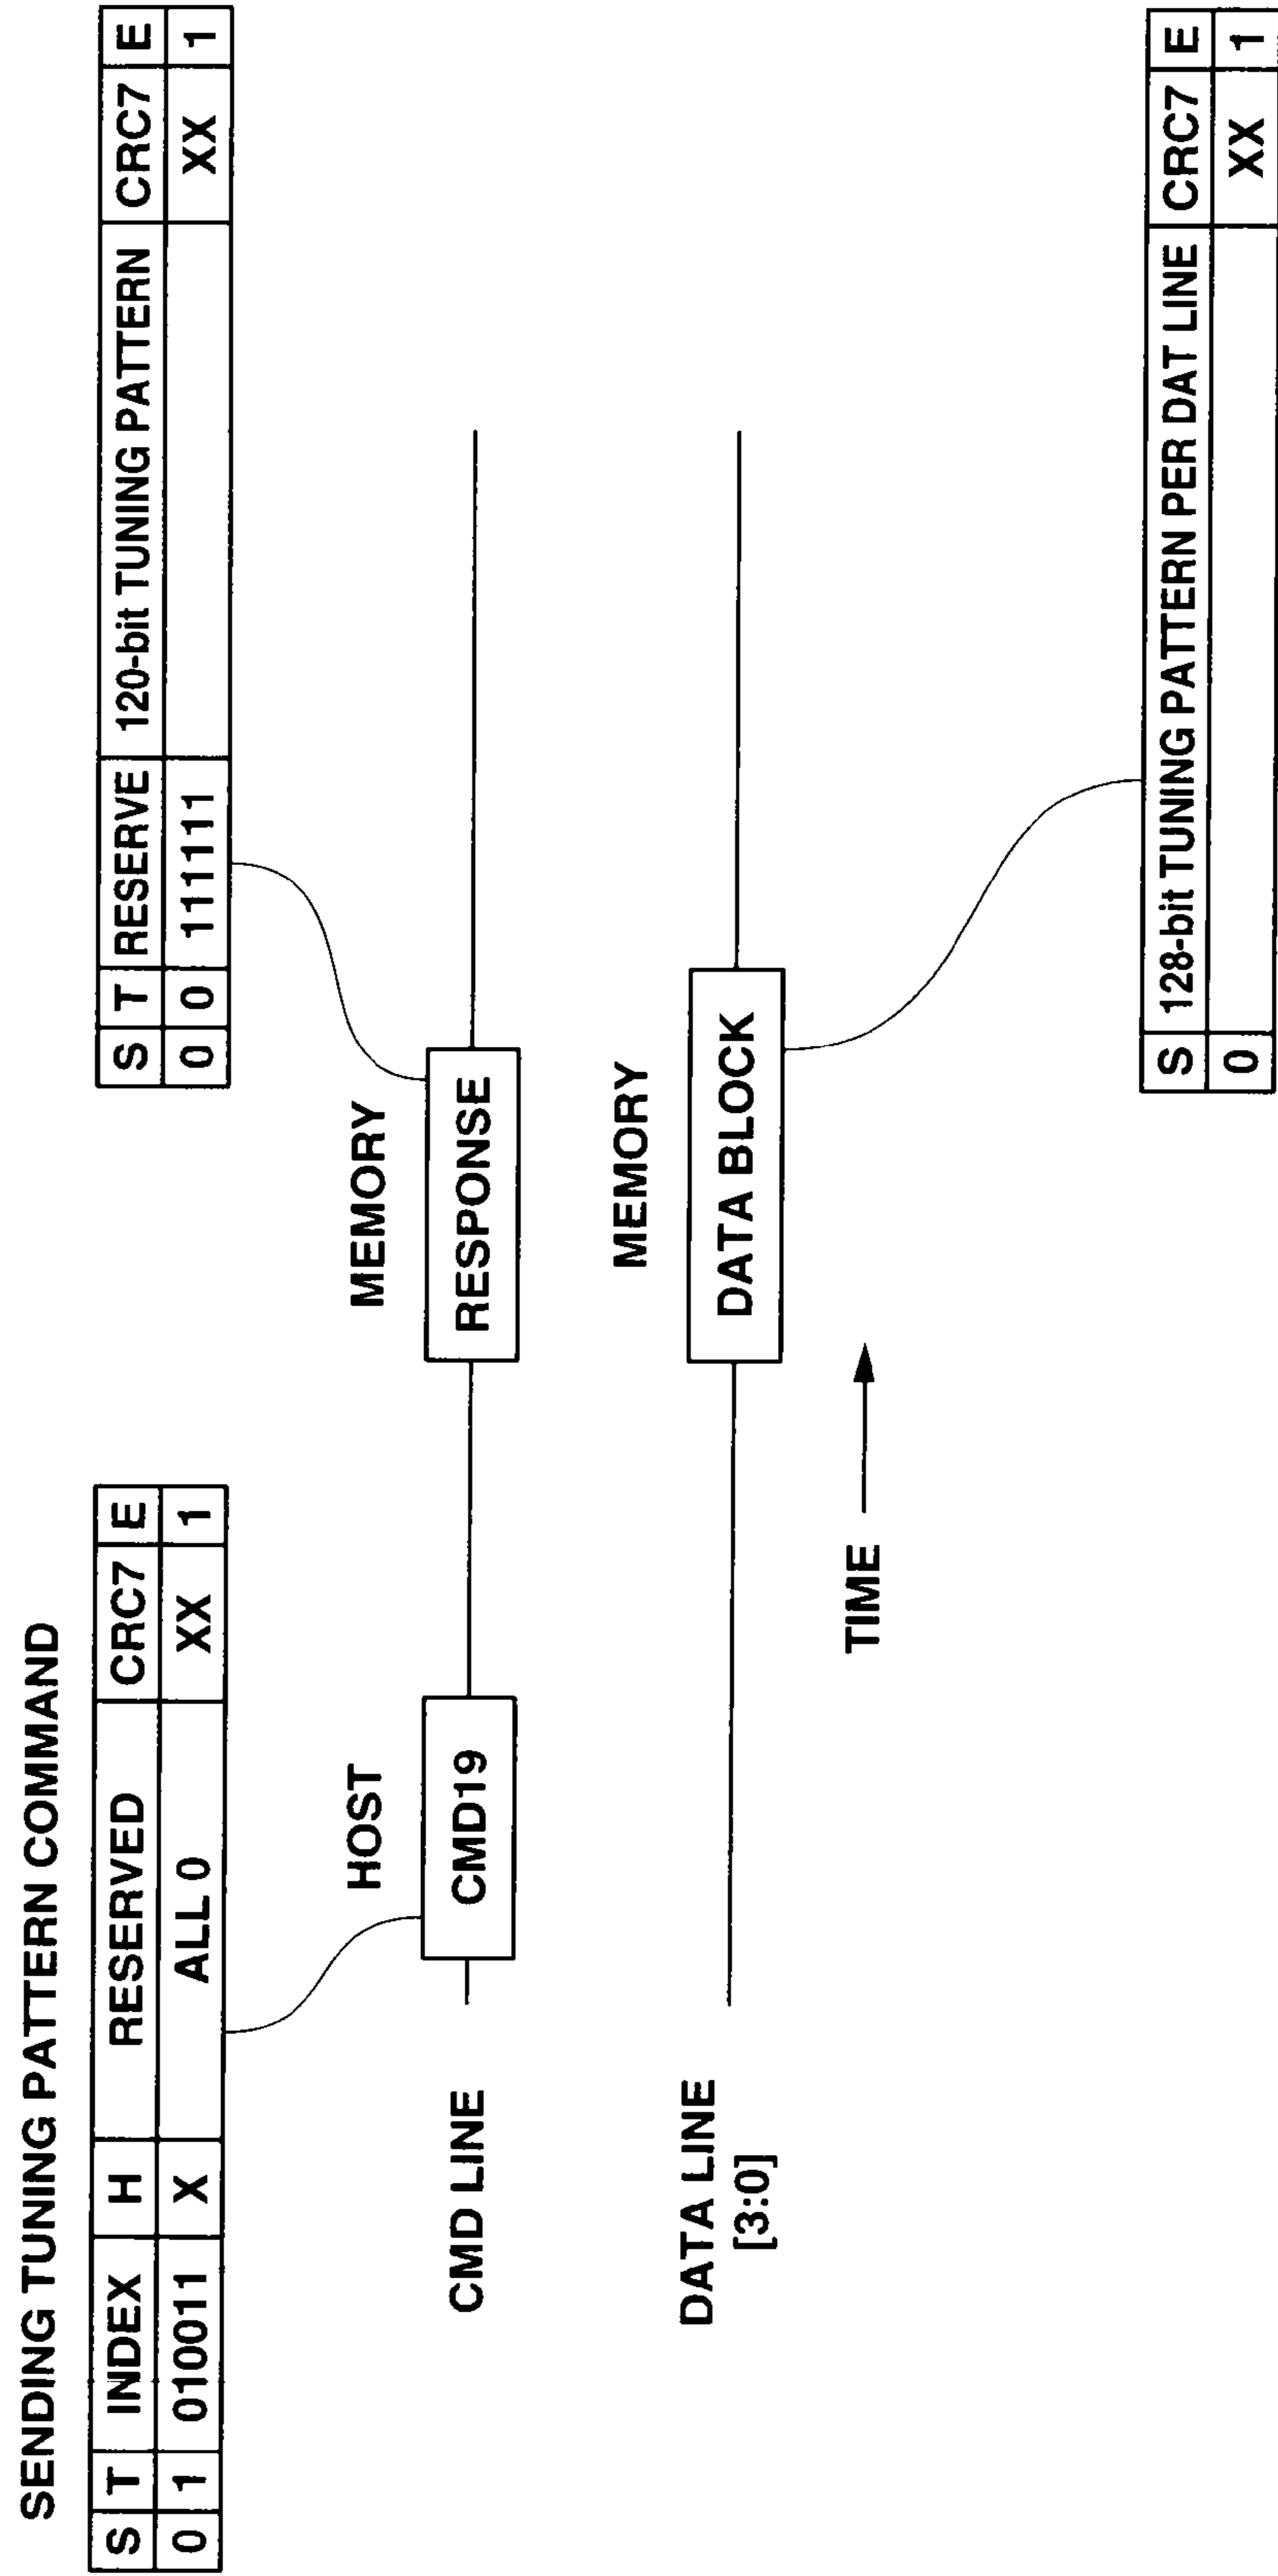 SENDING TUNING PATTERN COMMAND
S T INDEX H RESERVED CRC7 E
0 1 010011 X ALL 0 XX 1
S T RESERVE 120-bit TUNING PATTERN CRC7 E
0 0 111111 XX 1
HOST
MEMORY
CMD LINE
CMD19
RESPONSE
MEMORY
DATA LINE
[3:0]
DATA BLOCK
TIME
S 128-bit TUNING PATTERN PER DAT LINE CRC7 E
0 XX 1